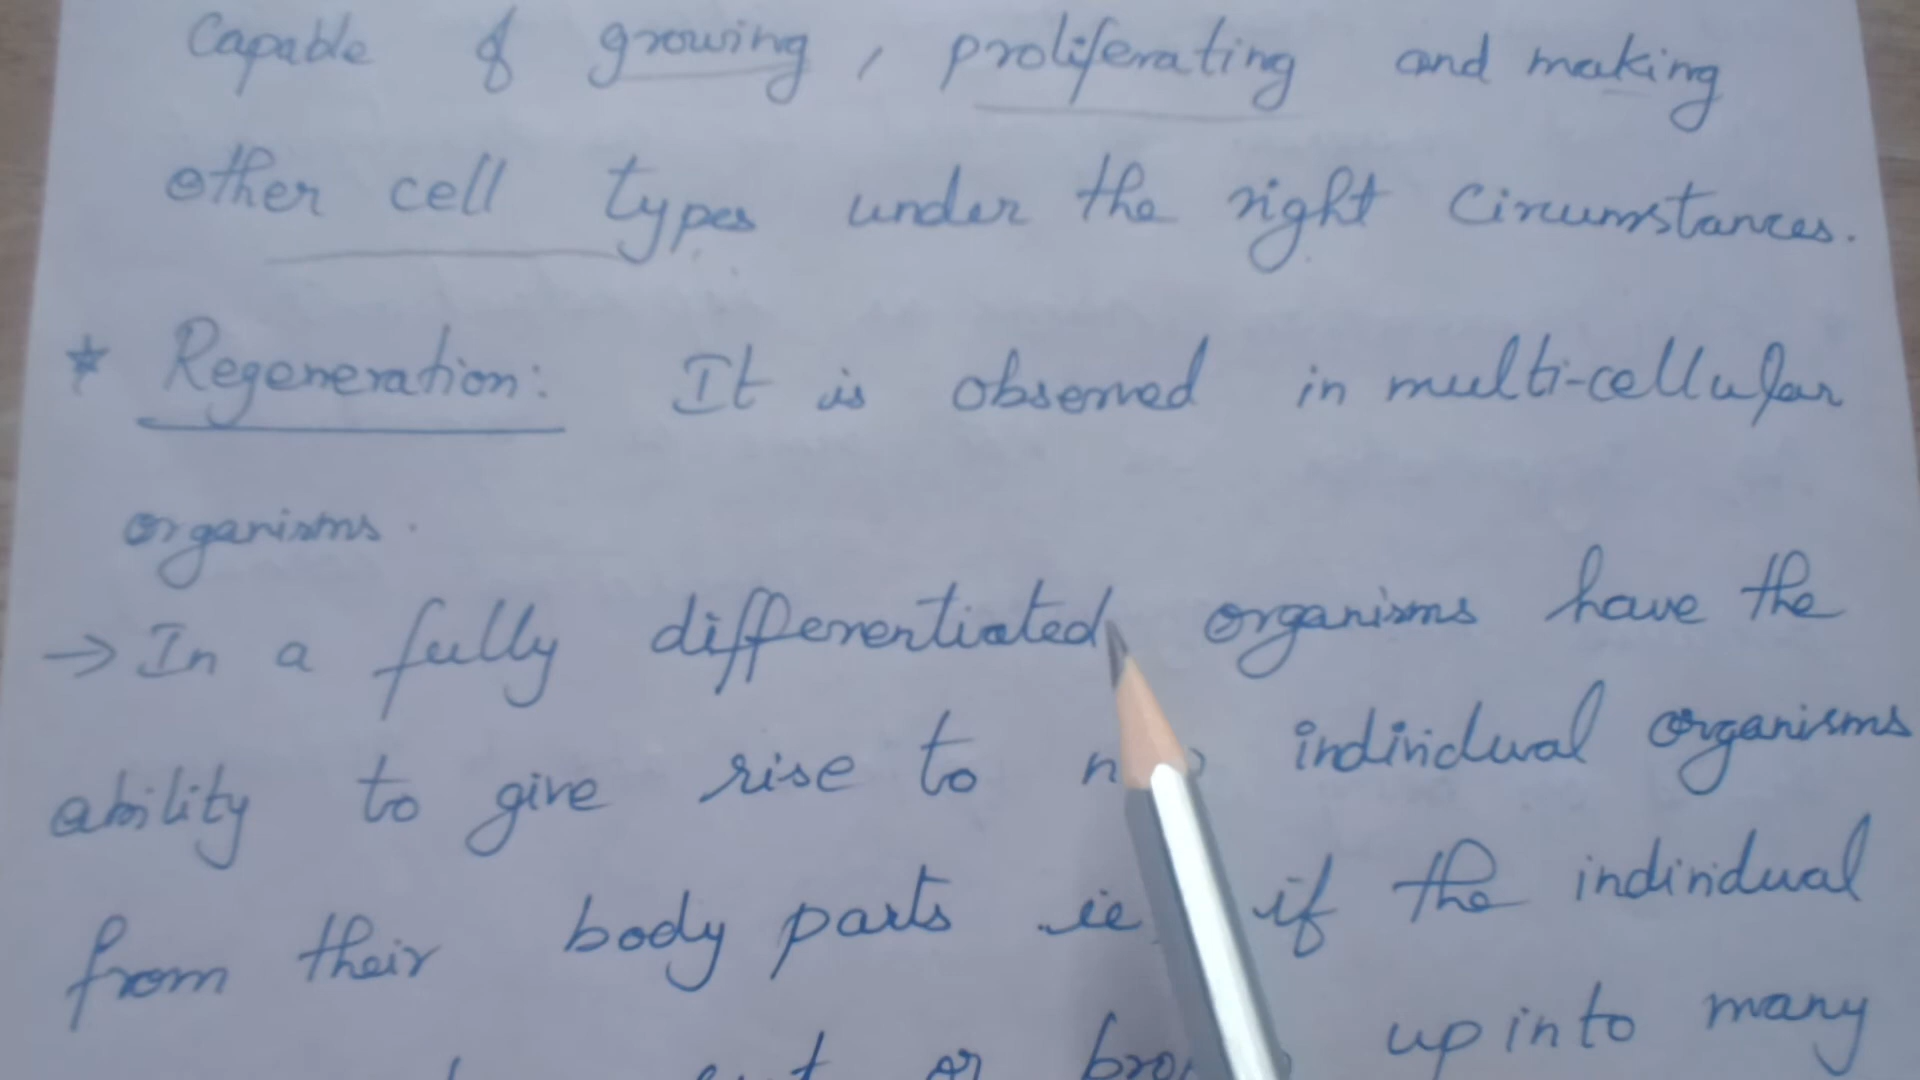 Capable of growing, proliferating and making
other cell types under the right Circumstances.
* Regeneration: It is observed in multi-cellular
organisms.
→ In a fully differentiated organisms have the
ability to give rise to individual organisms
from their body parts ie, if the individual
or up into many